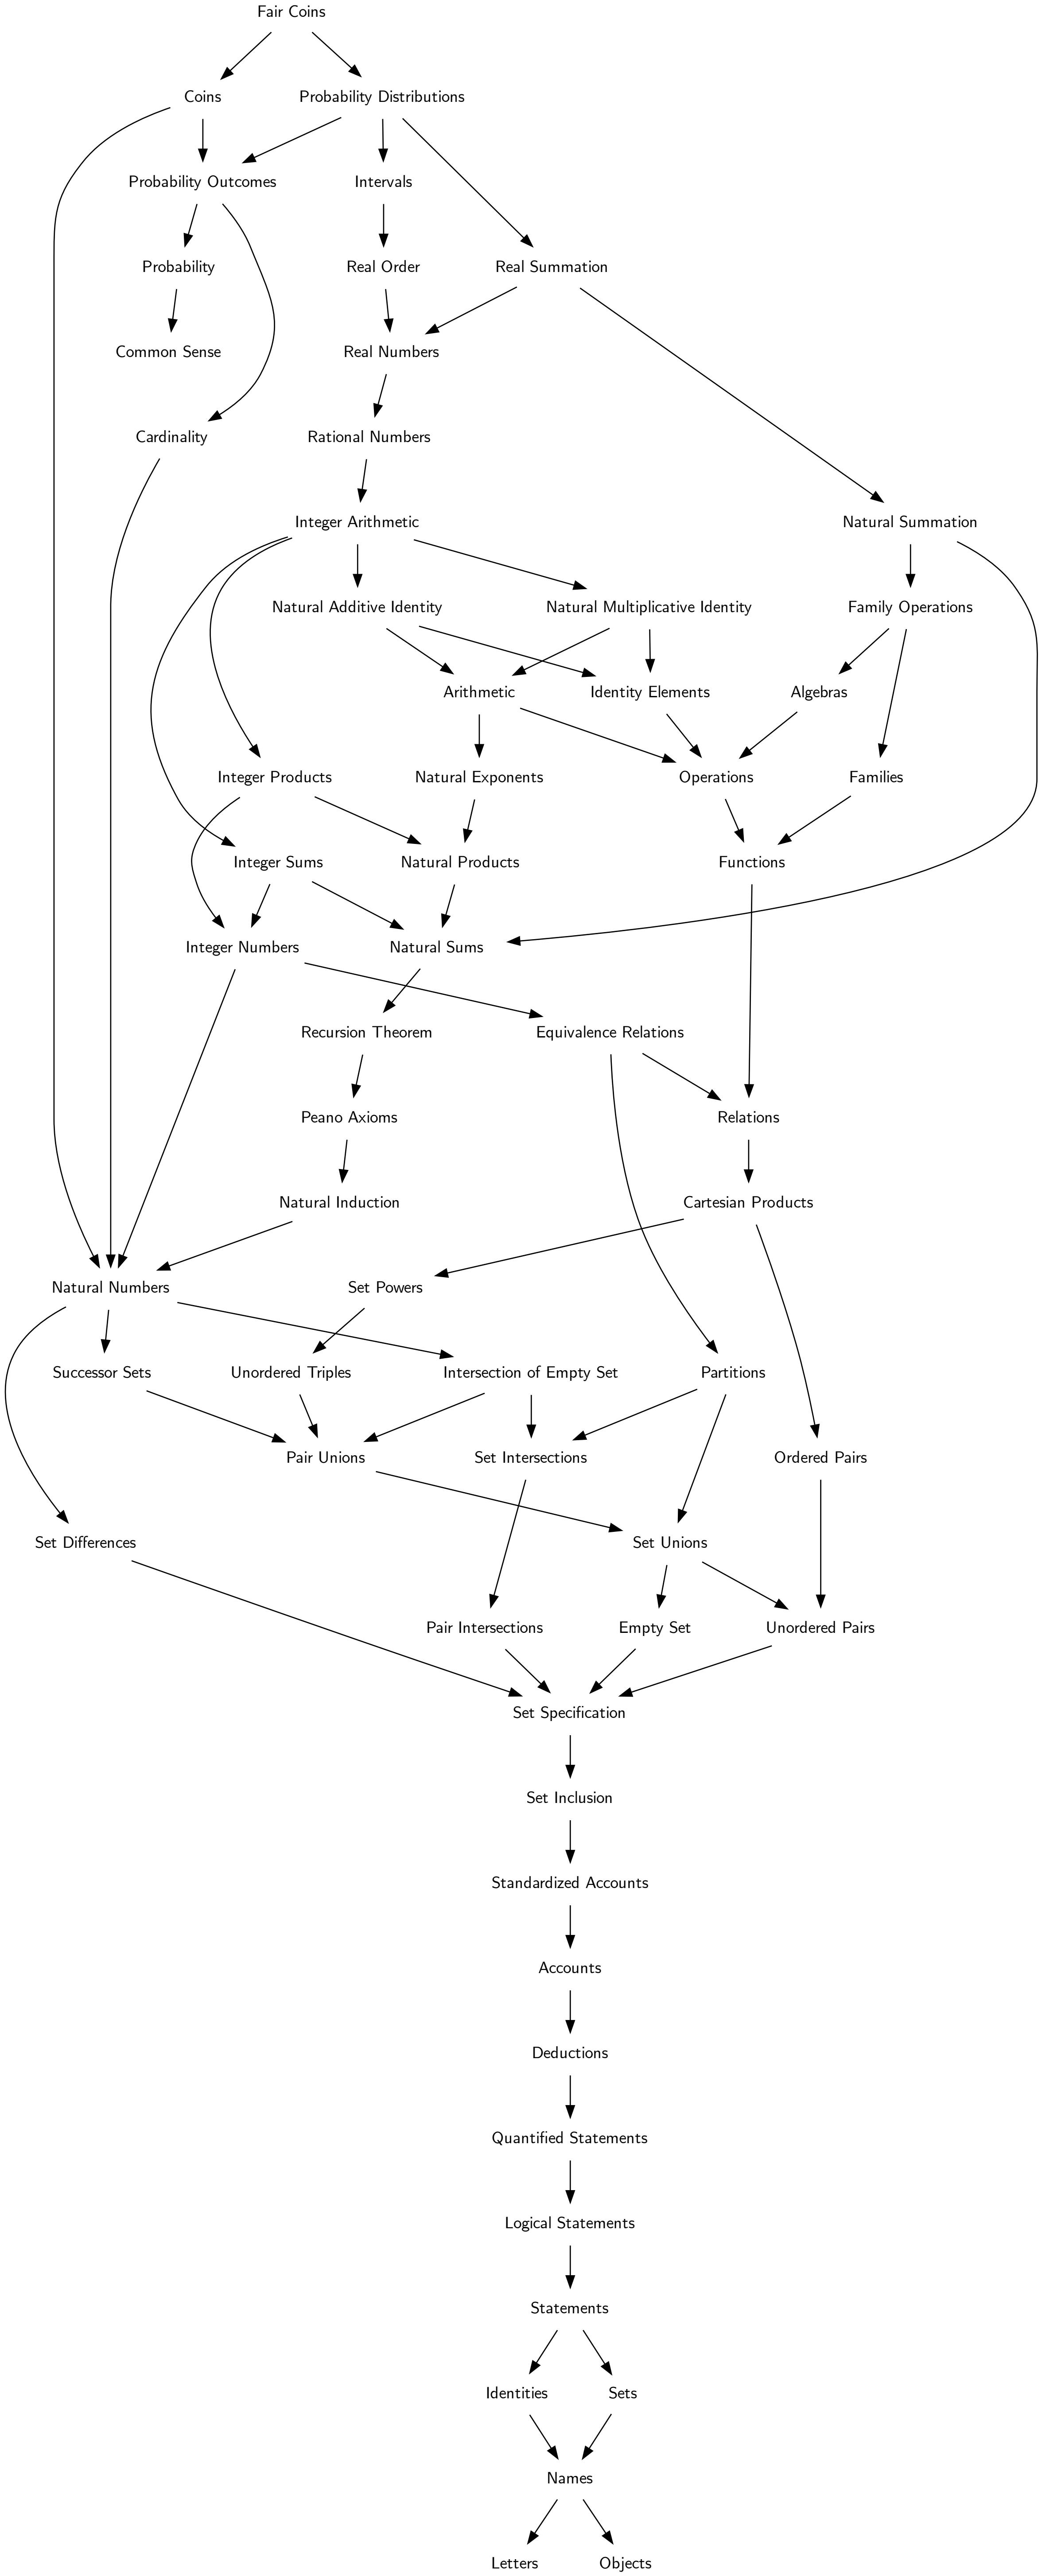 Fair Coins
Coins
Probability Distributions
Probability Outcomes
Intervals
Probability
Real Order
Real Summation
Common Sense
Real Numbers
Cardinality
Rational Numbers
Integer Arithmetic
Natural Summation
Natural Additive Identity
Natural Multiplicative Identity
Family Operations
Arithmetic
Identity Elements
Algebras
Integer Products
Natural Exponents
Operations
Families
Integer Sums
Natural Products
Functions
Integer Numbers
Natural Sums
Recursion Theorem
Equivalence Relations
Peano Axioms
Relations
Natural Induction
Cartesian Products
Natural Numbers
Set Powers
Successor Sets
Unordered Triples
Intersection of Empty Set
Partitions
Pair Unions
Set Intersections
Ordered Pairs
Set Differences
Set Unions
Pair Intersections
Empty Set
Unordered Pairs
Set Specification
Set Inclusion
Standardized Accounts
Accounts
Deductions
Quantified Statements
Logical Statements
Statements
Identities
Sets
Names
Letters
Objects